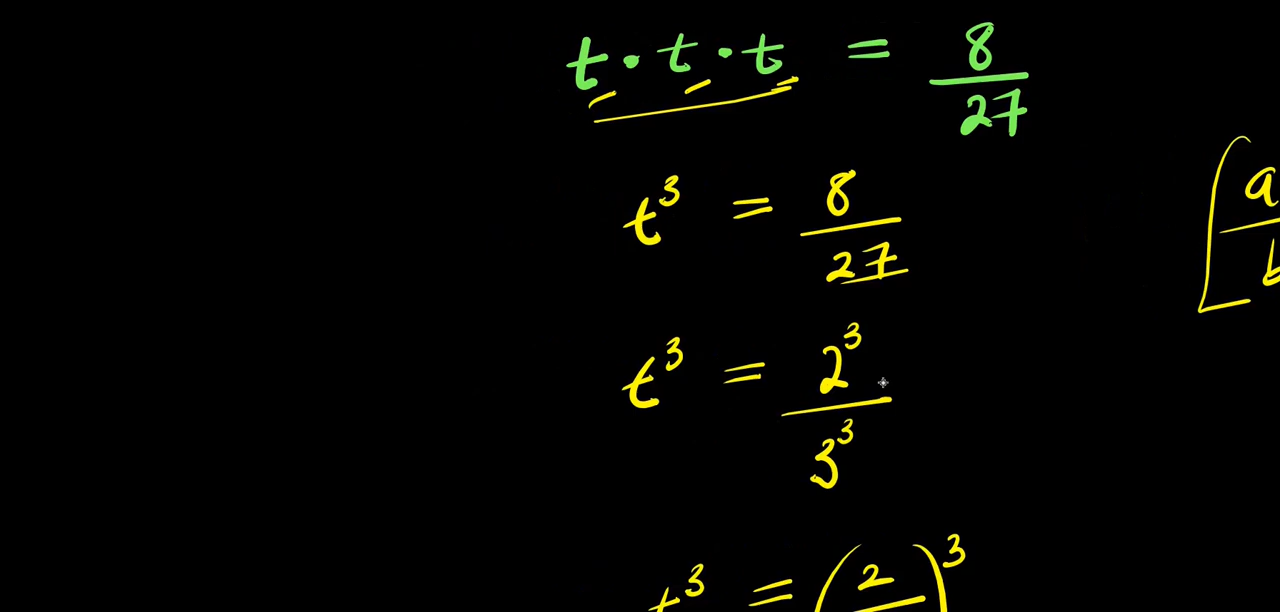 t · t · t = 8/27
t³ = 8/27
[a/b
t³ = 2³/3³
t³ = (2/ )³